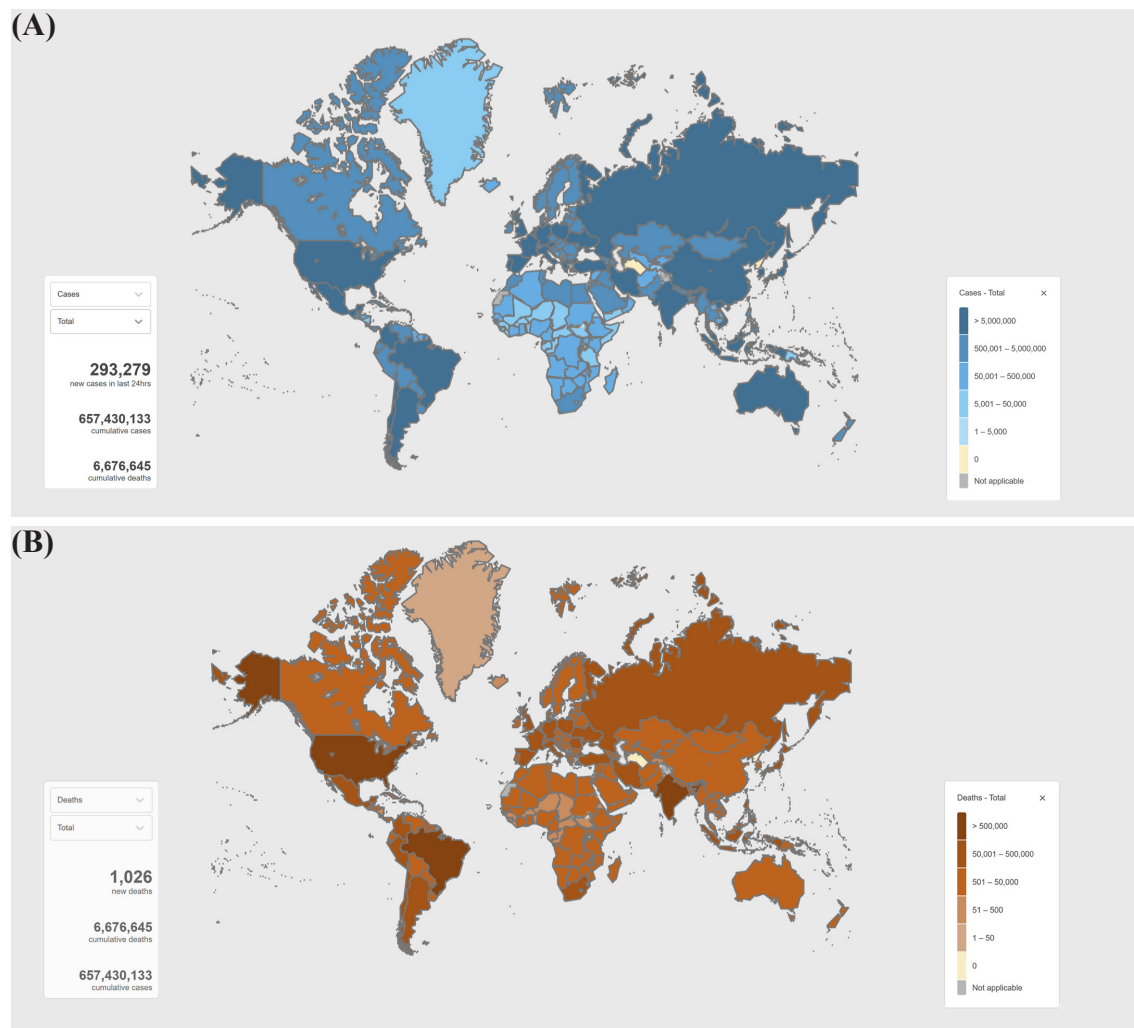 (A)
Cases
Total
293,279
new cases in last 24hrs
657,430,133
cumulative cases
6,676,645
cumulative deaths
Cases - Total ×
> 5,000,000
500,001 – 5,000,000
50,001 – 500,000
5,001 – 50,000
1 – 5,000
0
Not applicable
(B)
Deaths
Total
1,026
new deaths
6,676,645
cumulative deaths
657,430,133
cumulative cases
Deaths - Total ×
> 500,000
50,001 – 500,000
501 – 50,000
51 – 500
1 – 50
0
Not applicable